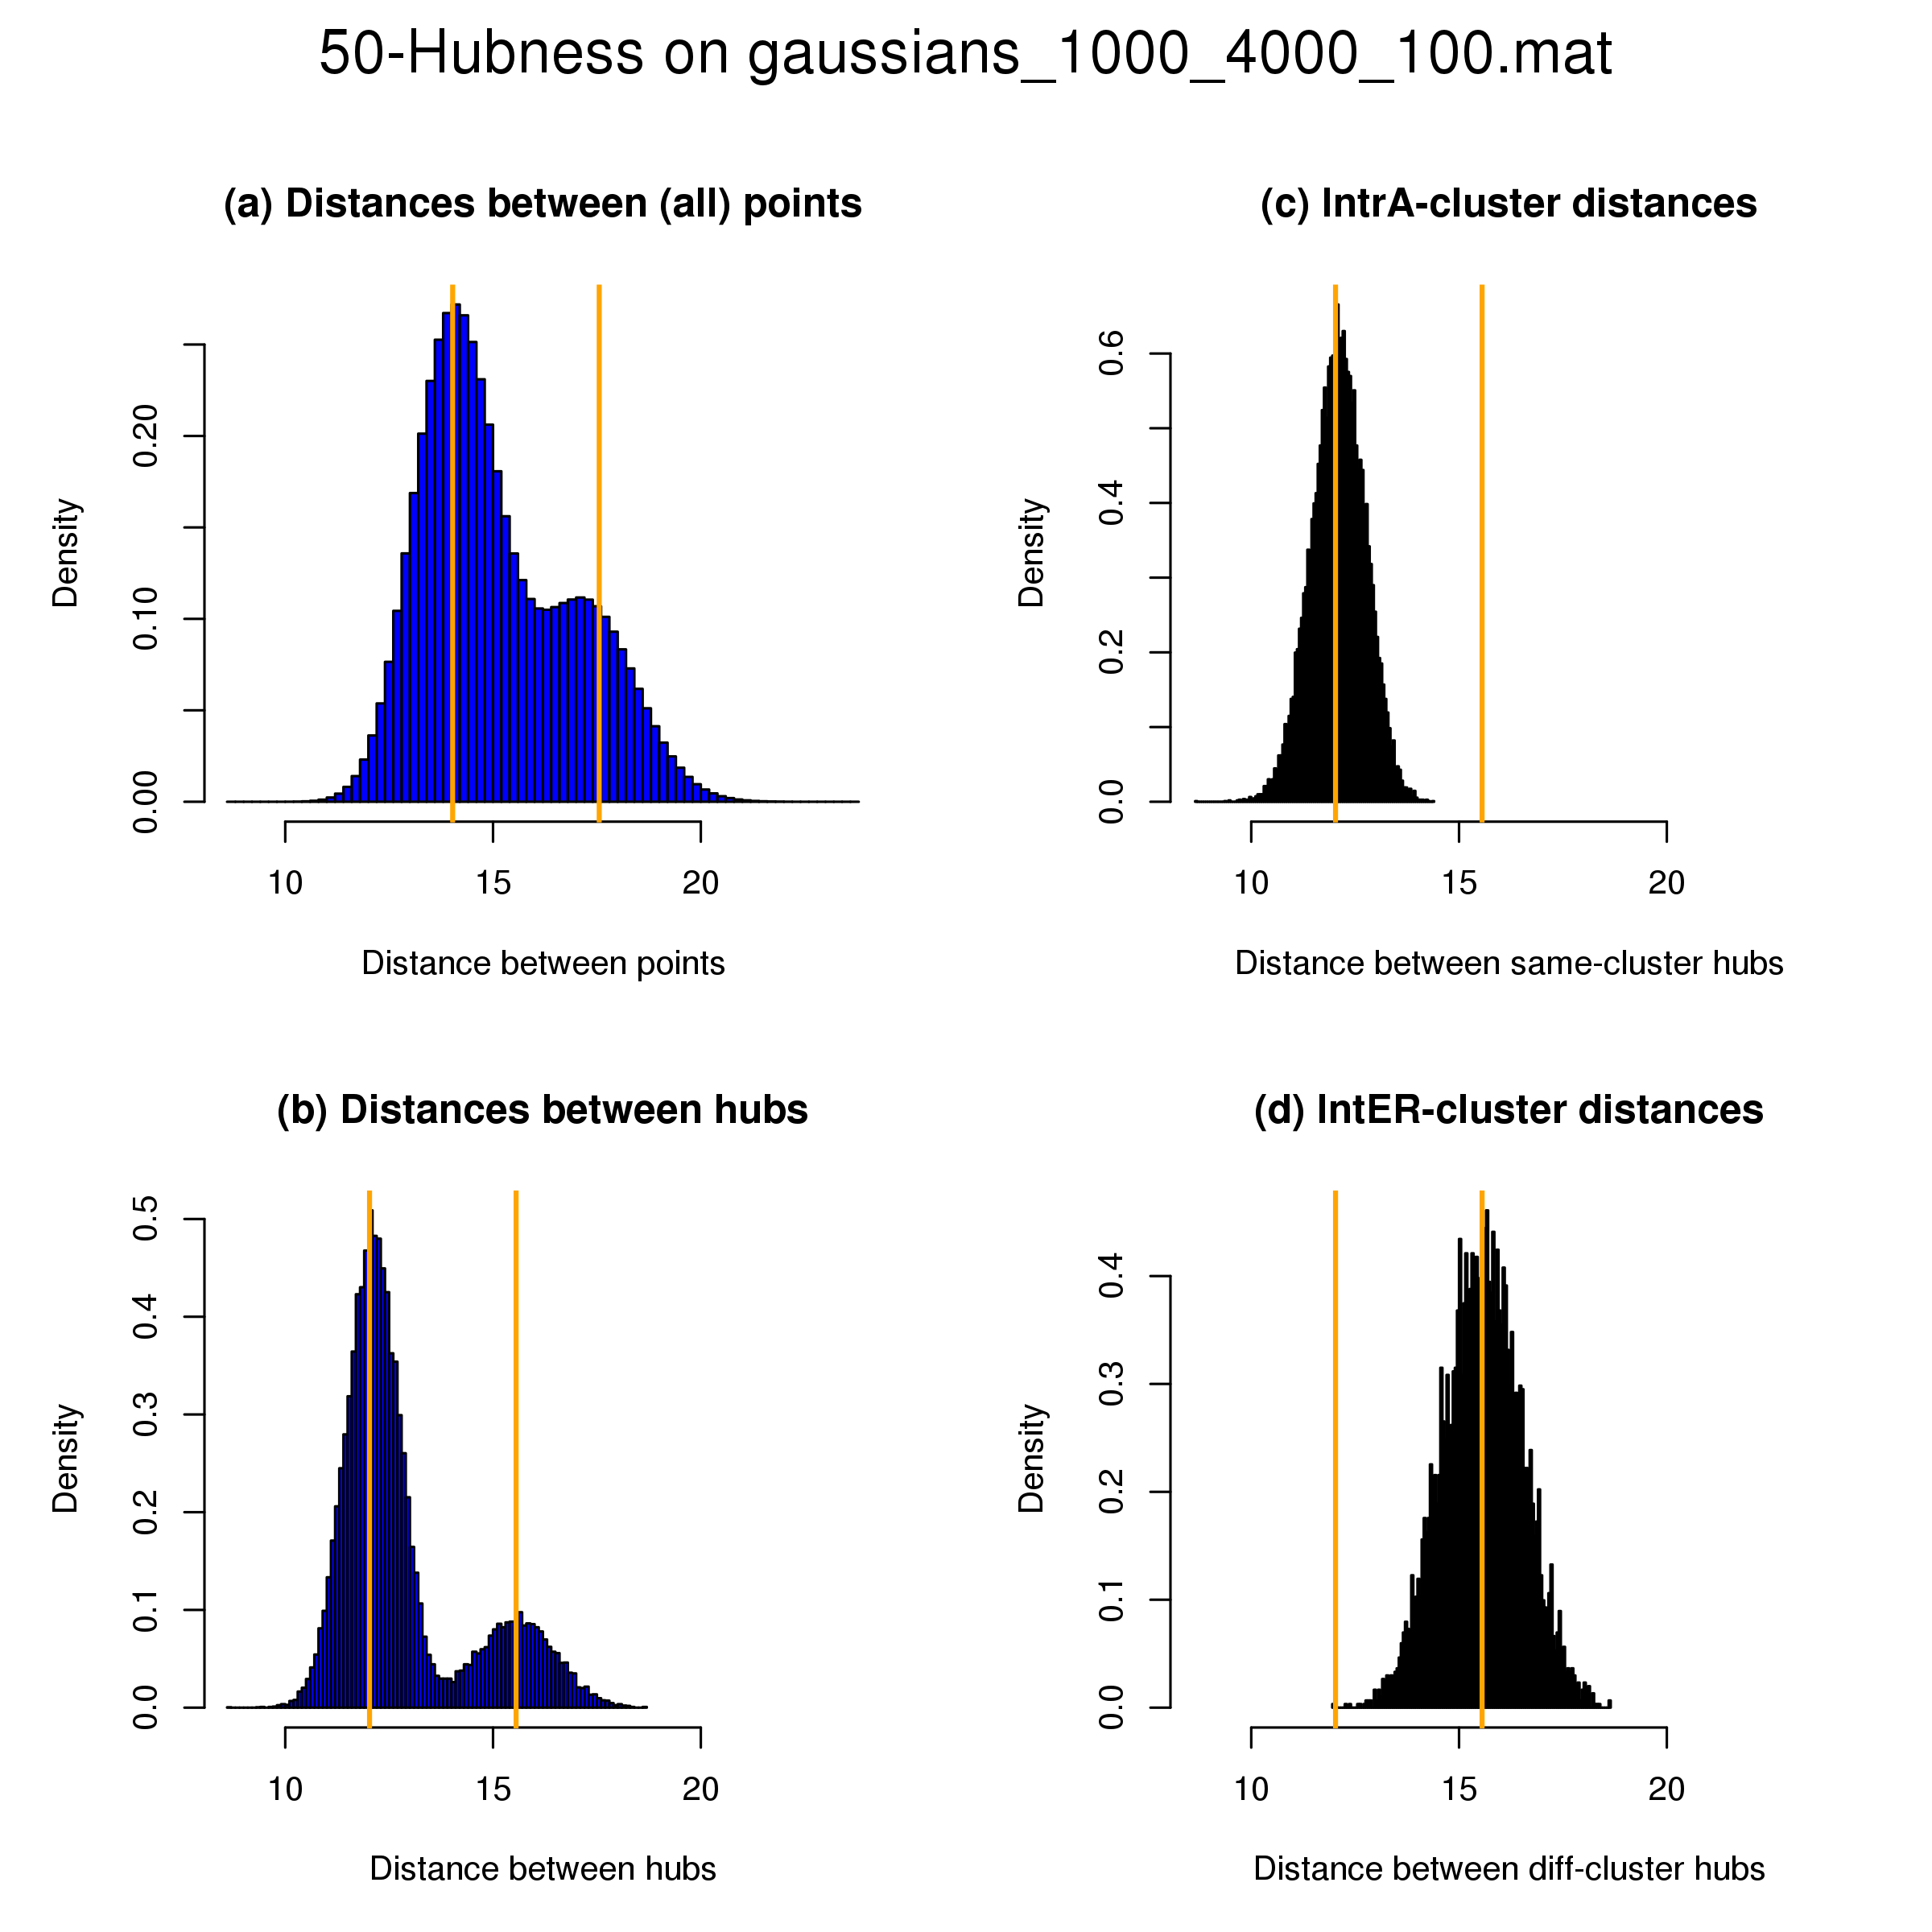 50-Hubness on gaussians_1000_4000_100.mat
(a) Distances between (all) points
Density
0.00 0.10 0.20
10 15 20
Distance between points
(c) IntrA-cluster distances
Density
0.0 0.2 0.4 0.6
10 15 20
Distance between same-cluster hubs
(b) Distances between hubs
Density
0.0 0.1 0.2 0.3 0.4 0.5
10 15 20
Distance between hubs
(d) IntER-cluster distances
Density
0.0 0.1 0.2 0.3 0.4
10 15 20
Distance between diff-cluster hubs